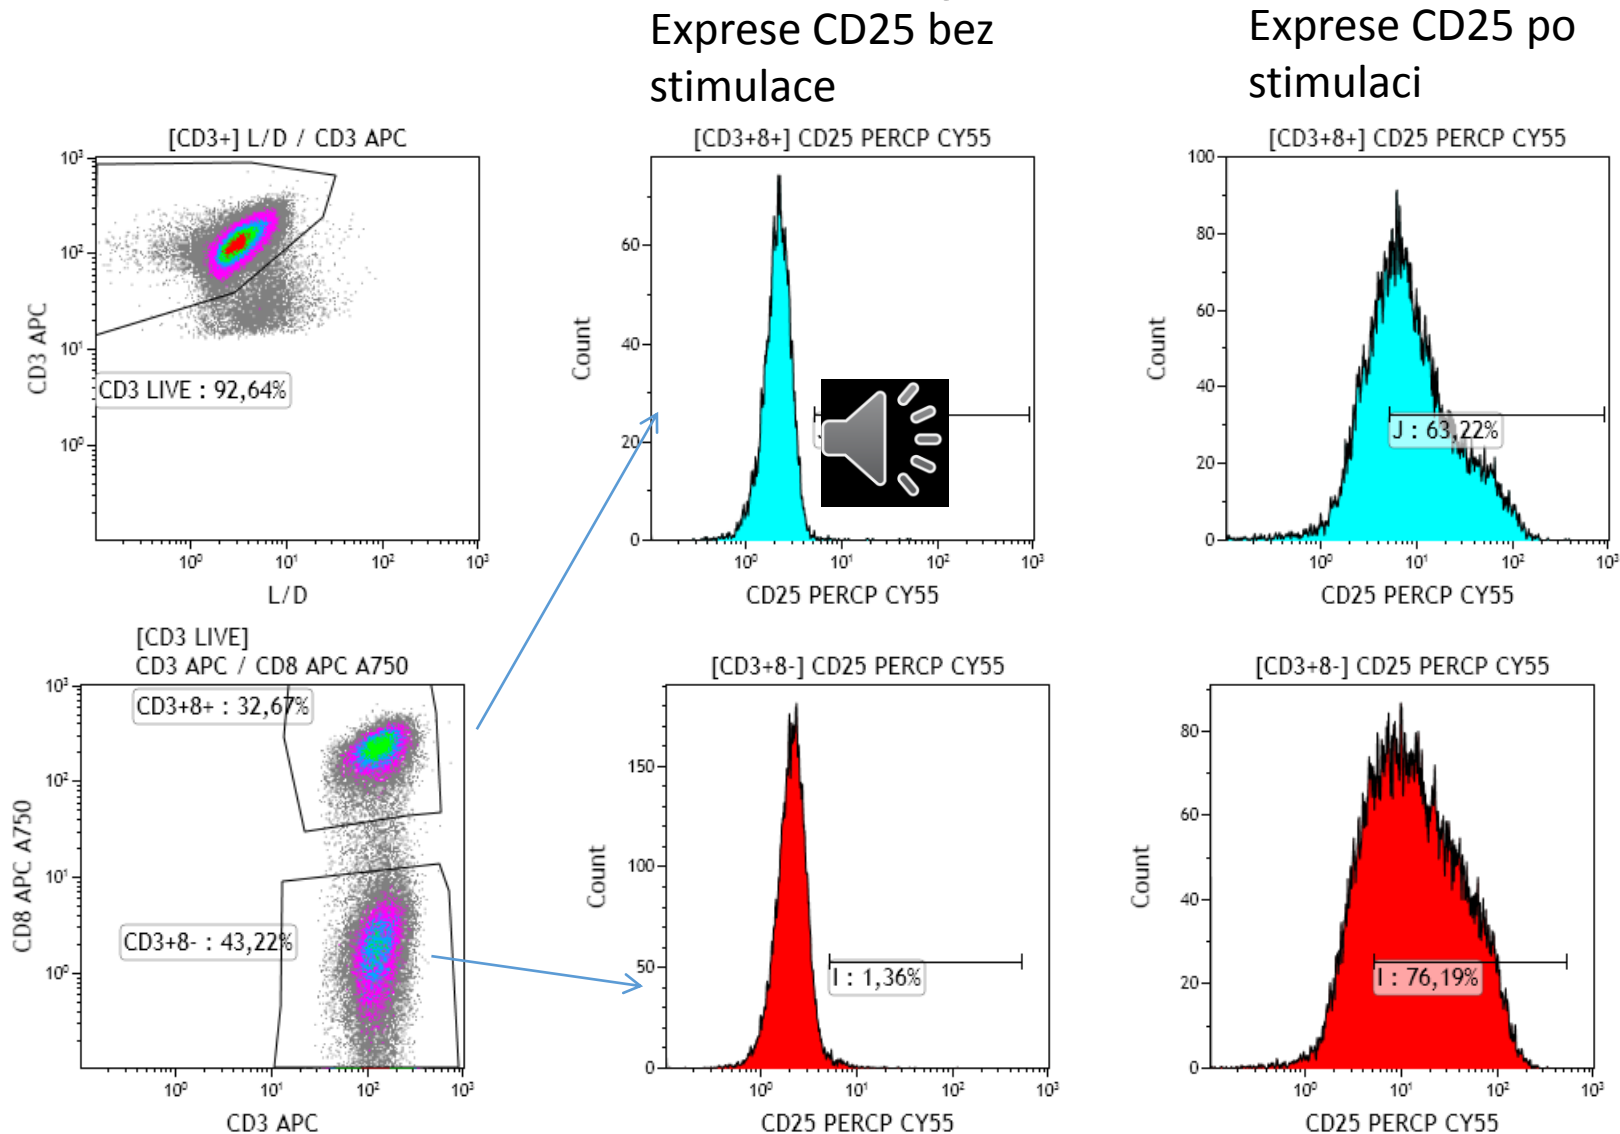 Exprese CD25 bez
stimulace
Exprese CD25 po
stimulaci
[CD3+] L/D / CD3 APC
10³
10²
10¹
10⁰
CD3 APC
CD3 LIVE : 92,64%
10⁰ 10¹ 10² 10³
L/D
[CD3+8+] CD25 PERCP CY55
60
40
20
0
Count
10⁰ 10¹ 10² 10³
CD25 PERCP CY55
[CD3+8+] CD25 PERCP CY55
100
80
60
40
20
0
Count
J : 63,22%
10⁰ 10¹ 10² 10³
CD25 PERCP CY55
[CD3 LIVE]
CD3 APC / CD8 APC A750
10³
10²
10¹
10⁰
CD8 APC A750
CD3+8+ : 32,67%
CD3+8- : 43,22%
10⁰ 10¹ 10² 10³
CD3 APC
[CD3+8-] CD25 PERCP CY55
150
100
50
0
Count
I : 1,36%
10⁰ 10¹ 10² 10³
CD25 PERCP CY55
[CD3+8-] CD25 PERCP CY55
80
60
40
20
0
Count
I : 76,19%
10⁰ 10¹ 10² 10³
CD25 PERCP CY55